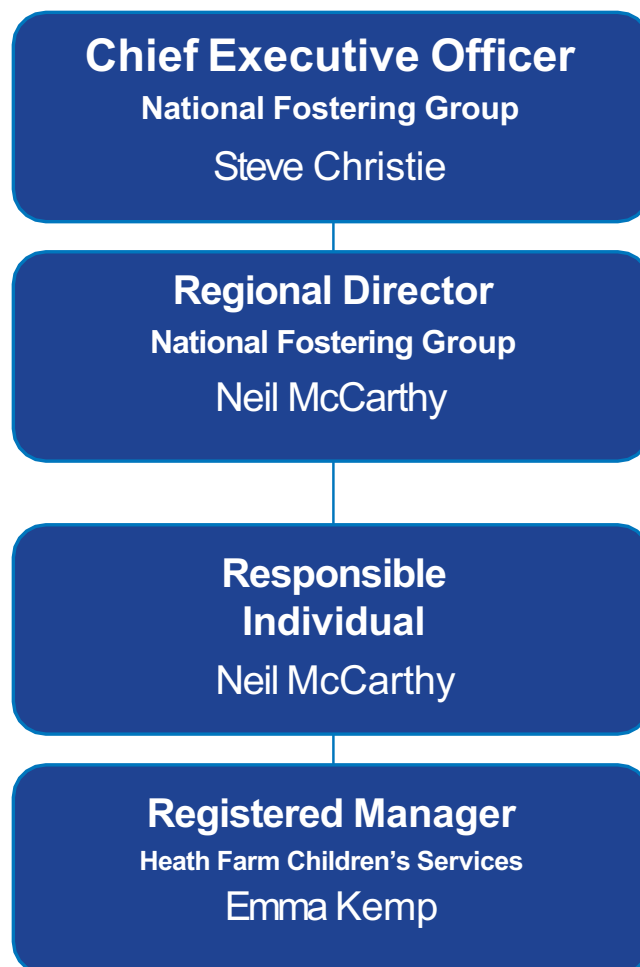 Chief Executive Officer
National Fostering Group
Steve Christie
Regional Director
National Fostering Group
Neil McCarthy
Responsible
Individual
Neil McCarthy
Registered Manager
Heath Farm Children’s Services
Emma Kemp